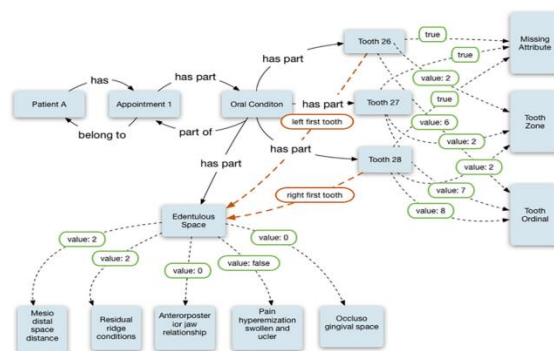 Tooth 26
true
Missing
Attribute
has part
true
has
has part
value: 2
Patient A
Appointment 1
Oral Conditon
has part
Tooth 27
true
Tooth
Zone
value: 6
belong to
part of
left first tooth
value: 2
has part
has part
Tooth 28
value: 2
right first tooth
value: 7
Tooth
Ordinal
value: 8
Edentulous
Space
value: 2
value: 0
value: 2
value: 0
value: false
Mesio
distal
space
distance
Residual
ridge
conditions
Anterorposter
ior jaw
relationship
Pain
hyperemization
swollen and
ucler
Occluso
gingival space